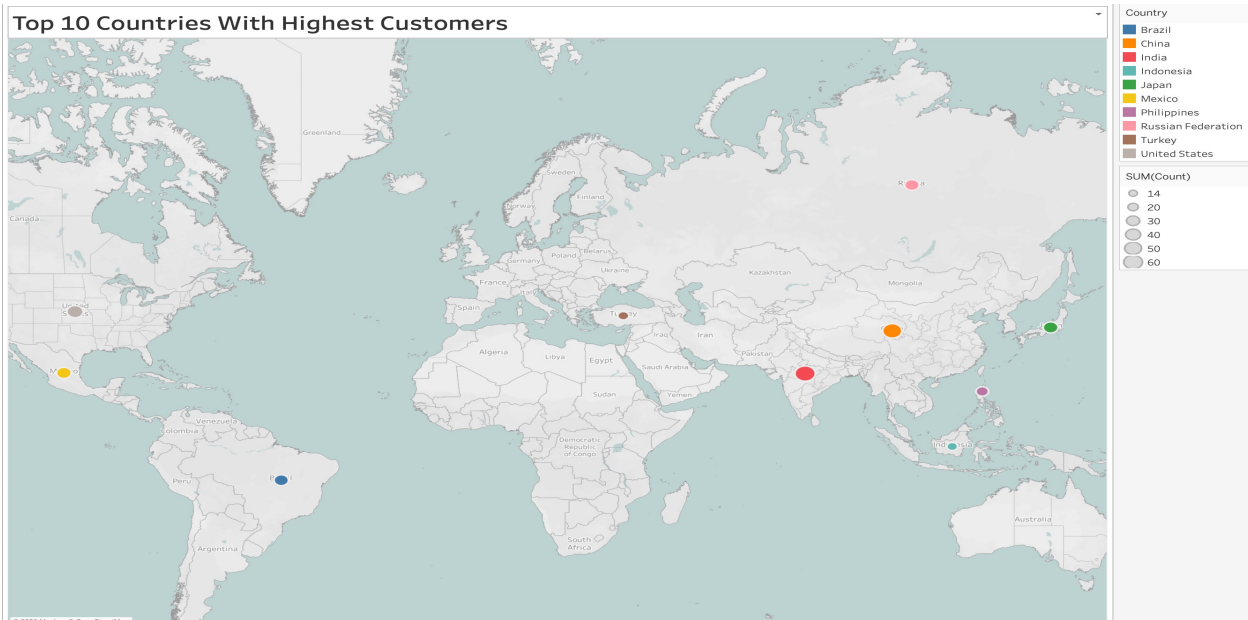 Top 10 Countries With Highest Customers
Country
Brazil
China
India
Indonesia
Japan
Mexico
Philippines
Russian Federation
Turkey
United States
SUM(Count)
14
20
30
40
50
60
Greenland
Sweden
Finland
Norway
Canada
Belarus
Poland
Germany
Ukraine
France
Kazakhstan
Mongolia
Italy
Spain
Iraq
Iran
Pakistan
Algeria
Libya
Egypt
Saudi Arabia
Sudan
Yemen
Venezuela
Colombia
Democratic
Republic
of Congo
Peru
Australia
South
Africa
Argentina